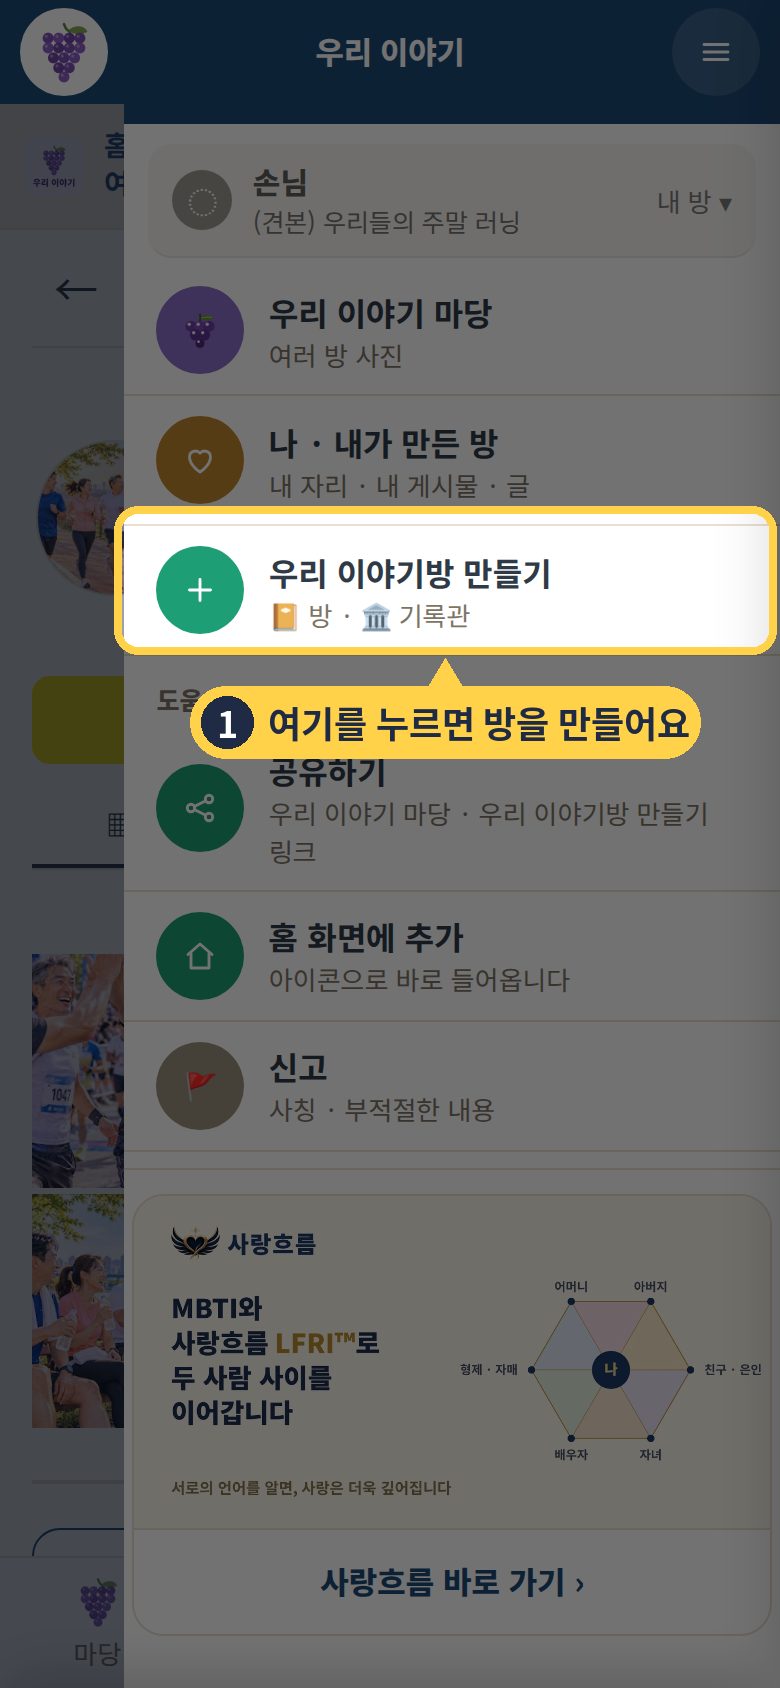 우리 이야기
홈
여
우리 이야기
손님
(견본) 우리들의 주말 러닝
내 방 ▾
우리 이야기 마당
여러 방 사진
나 · 내가 만든 방
내 자리 · 내 게시물 · 글
우리 이야기방 만들기
📔 방 · 🏛️ 기록관
도움
1 여기를 누르면 방을 만들어요
공유하기
우리 이야기 마당 · 우리 이야기방 만들기
링크
홈 화면에 추가
아이콘으로 바로 들어옵니다
1047
신고
사칭 · 부적절한 내용
사랑흐름
MBTI와
사랑흐름 LFRI™로
두 사람 사이를
이어갑니다
어머니
아버지
형제 · 자매
나
친구 · 은인
배우자
자녀
서로의 언어를 알면, 사랑은 더욱 깊어집니다
사랑흐름 바로 가기 ›
마당